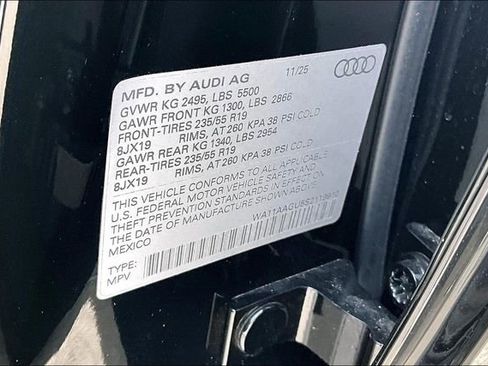 MFD. BY AUDI AG 11/25
GVWR KG 2495, LBS 5500
GAWR FRONT KG 1300, LBS 2866
FRONT-TIRES 235/55 R19
8JX19 RIMS, AT 260 KPA 38 PSI COLD
GAWR REAR KG 1340, LBS 2954
REAR-TIRES 235/55 R19
8JX19 RIMS, AT 260 KPA 38 PSI COLD
THIS VEHICLE CONFORMS TO ALL APPLICABLE
U.S. FEDERAL MOTOR VEHICLE SAFETY AND
THEFT PREVENTION STANDARDS IN EFFECT ON
THE DATE OF MANUFACTURE SHOWN ABOVE
MEXICO
TYPE:
MPV